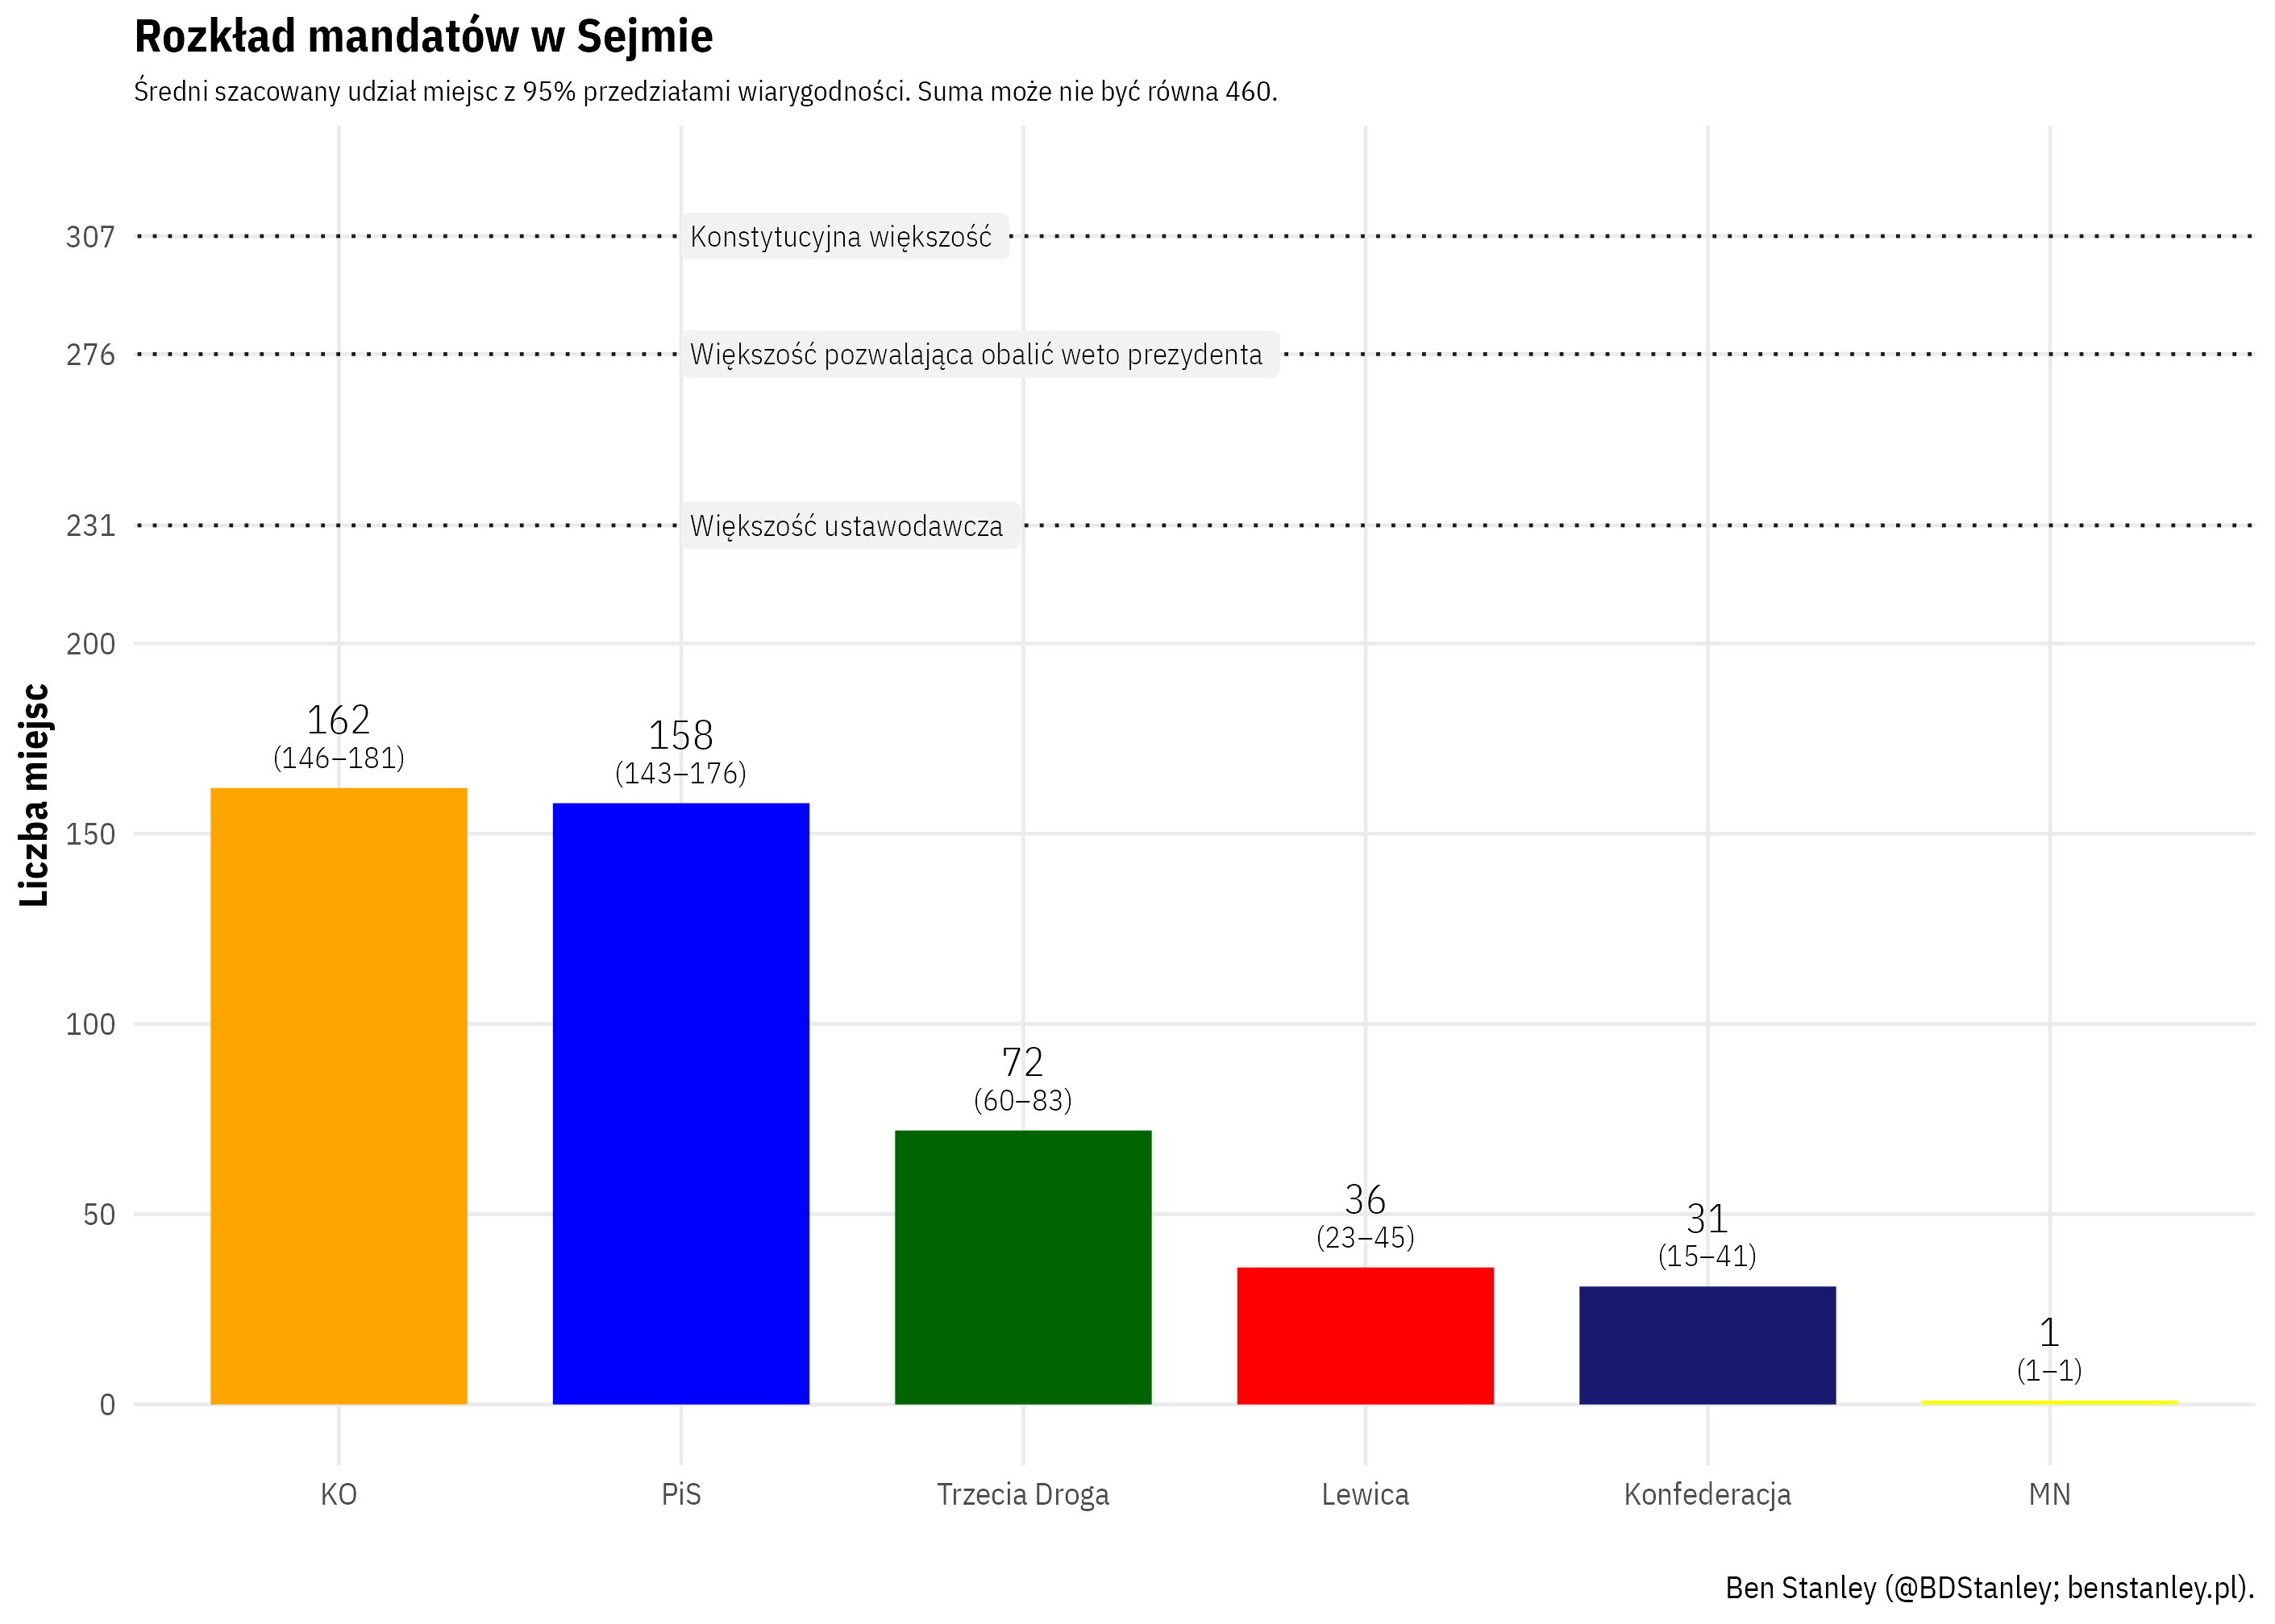 Rozkład mandatów w Sejmie
Średni szacowany udział miejsc z 95% przedziałami wiarygodności. Suma może nie być równa 460.
307
Konstytucyjna większość
276
Większość pozwalająca obalić weto prezydenta
231
Większość ustawodawcza
200
150
100
50
0
Liczba miejsc
162
(146–181)
158
(143–176)
72
(60–83)
36
(23–45)
31
(15–41)
1
(1–1)
KO
PiS
Trzecia Droga
Lewica
Konfederacja
MN
Ben Stanley (@BDStanley; benstanley.pl).